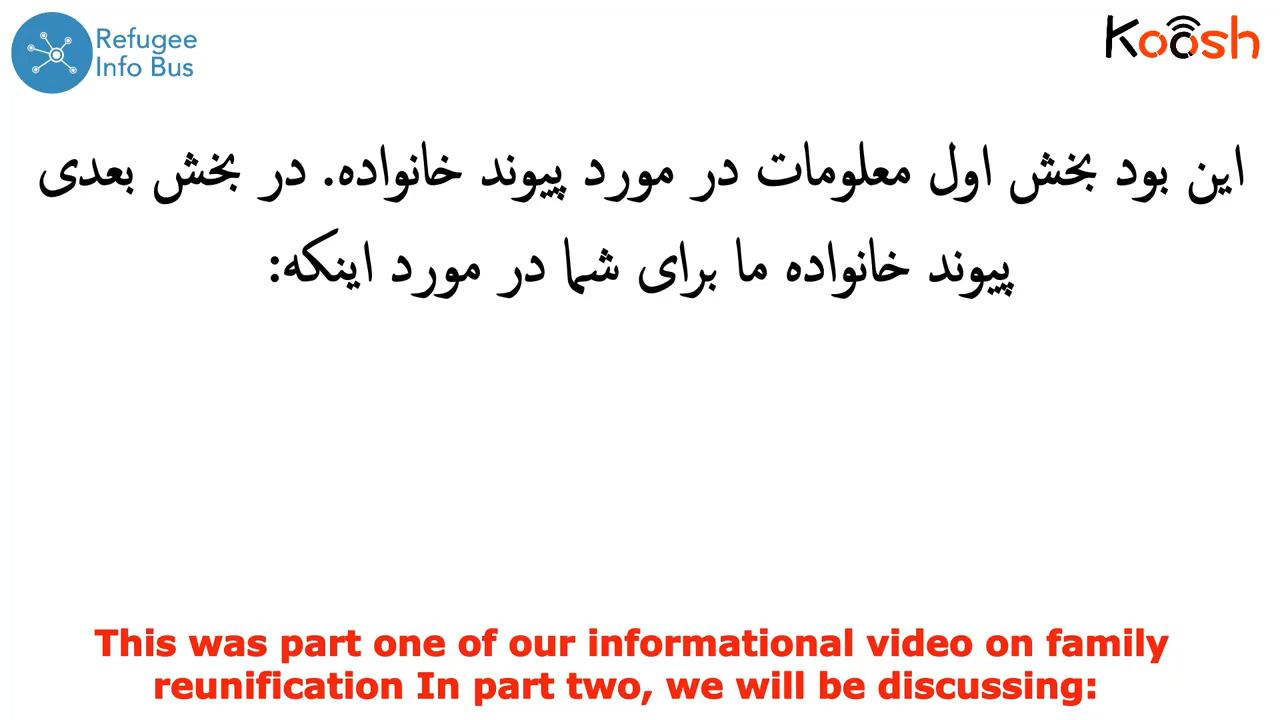 Refugee
Info Bus
Koosh
این بود بخش اول معلومات در مورد پیوند خانواده. در بخش بعدی
پیوند خانواده ما برای شما در مورد اینکه:
This was part one of our informational video on family
reunification In part two, we will be discussing: